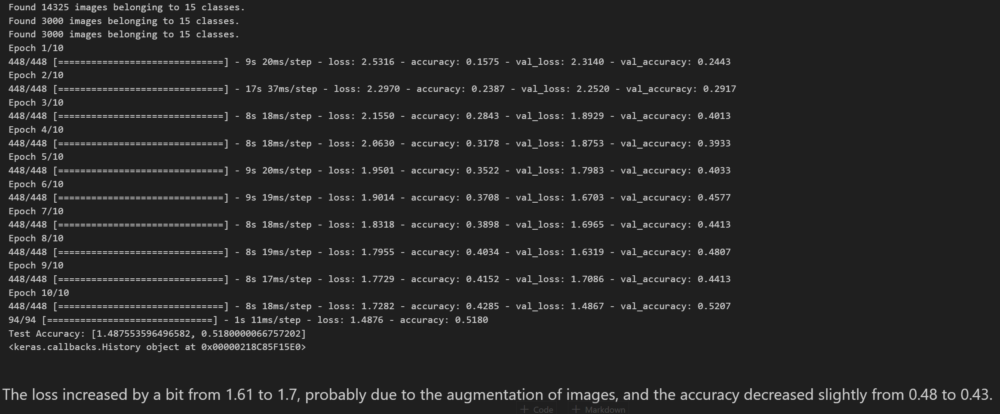 Found 14325 images belonging to 15 classes.
Found 3000 images belonging to 15 classes.
Found 3000 images belonging to 15 classes.
Epoch 1/10
448/448 [==============================] - 9s 20ms/step - loss: 2.5316 - accuracy: 0.1575 - val_loss: 2.3140 - val_accuracy: 0.2443
Epoch 2/10
448/448 [==============================] - 17s 37ms/step - loss: 2.2970 - accuracy: 0.2387 - val_loss: 2.2520 - val_accuracy: 0.2917
Epoch 3/10
448/448 [==============================] - 8s 18ms/step - loss: 2.1550 - accuracy: 0.2843 - val_loss: 1.8929 - val_accuracy: 0.4013
Epoch 4/10
448/448 [==============================] - 8s 18ms/step - loss: 2.0630 - accuracy: 0.3178 - val_loss: 1.8753 - val_accuracy: 0.3933
Epoch 5/10
448/448 [==============================] - 9s 20ms/step - loss: 1.9501 - accuracy: 0.3522 - val_loss: 1.7983 - val_accuracy: 0.4033
Epoch 6/10
448/448 [==============================] - 9s 19ms/step - loss: 1.9014 - accuracy: 0.3708 - val_loss: 1.6703 - val_accuracy: 0.4577
Epoch 7/10
448/448 [==============================] - 8s 18ms/step - loss: 1.8318 - accuracy: 0.3898 - val_loss: 1.6965 - val_accuracy: 0.4413
Epoch 8/10
448/448 [==============================] - 8s 19ms/step - loss: 1.7955 - accuracy: 0.4034 - val_loss: 1.6319 - val_accuracy: 0.4807
Epoch 9/10
448/448 [==============================] - 8s 17ms/step - loss: 1.7729 - accuracy: 0.4152 - val_loss: 1.7086 - val_accuracy: 0.4413
Epoch 10/10
448/448 [==============================] - 8s 18ms/step - loss: 1.7282 - accuracy: 0.4285 - val_loss: 1.4867 - val_accuracy: 0.5207
94/94 [==============================] - 1s 11ms/step - loss: 1.4876 - accuracy: 0.5180
Test Accuracy: [1.487553596496582, 0.5180000066757202]
<keras.callbacks.History object at 0x00000218C85F15E0>
The loss increased by a bit from 1.61 to 1.7, probably due to the augmentation of images, and the accuracy decreased slightly from 0.48 to 0.43.
+ Code + Markdown